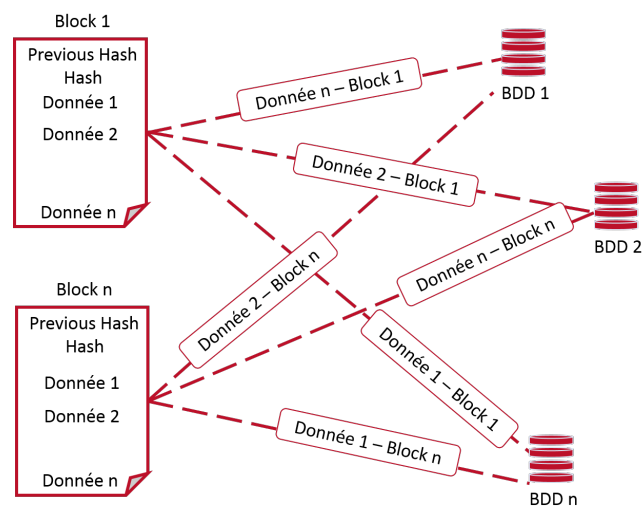 Block 1
Previous Hash
Hash
Donnée 1
Donnée 2
Donnée n
Donnée n – Block 1
BDD 1
Donnée 2 – Block 1
BDD 2
Donnée n – Block n
Donnée 2 – Block n
Block n
Previous Hash
Hash
Donnée 1
Donnée 2
Donnée n
Donnée 1 – Block 1
Donnée 1 – Block n
BDD n